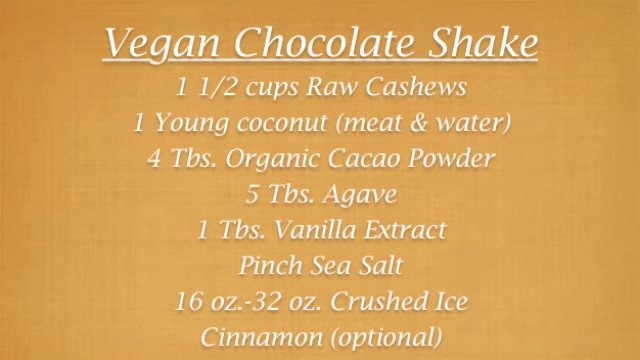 Vegan Chocolate Shake
1 1/2 cups Raw Cashews
1 Young coconut (meat & water)
4 Tbs. Organic Cacao Powder
5 Tbs. Agave
1 Tbs. Vanilla Extract
Pinch Sea Salt
16 oz.-32 oz. Crushed Ice
Cinnamon (optional)